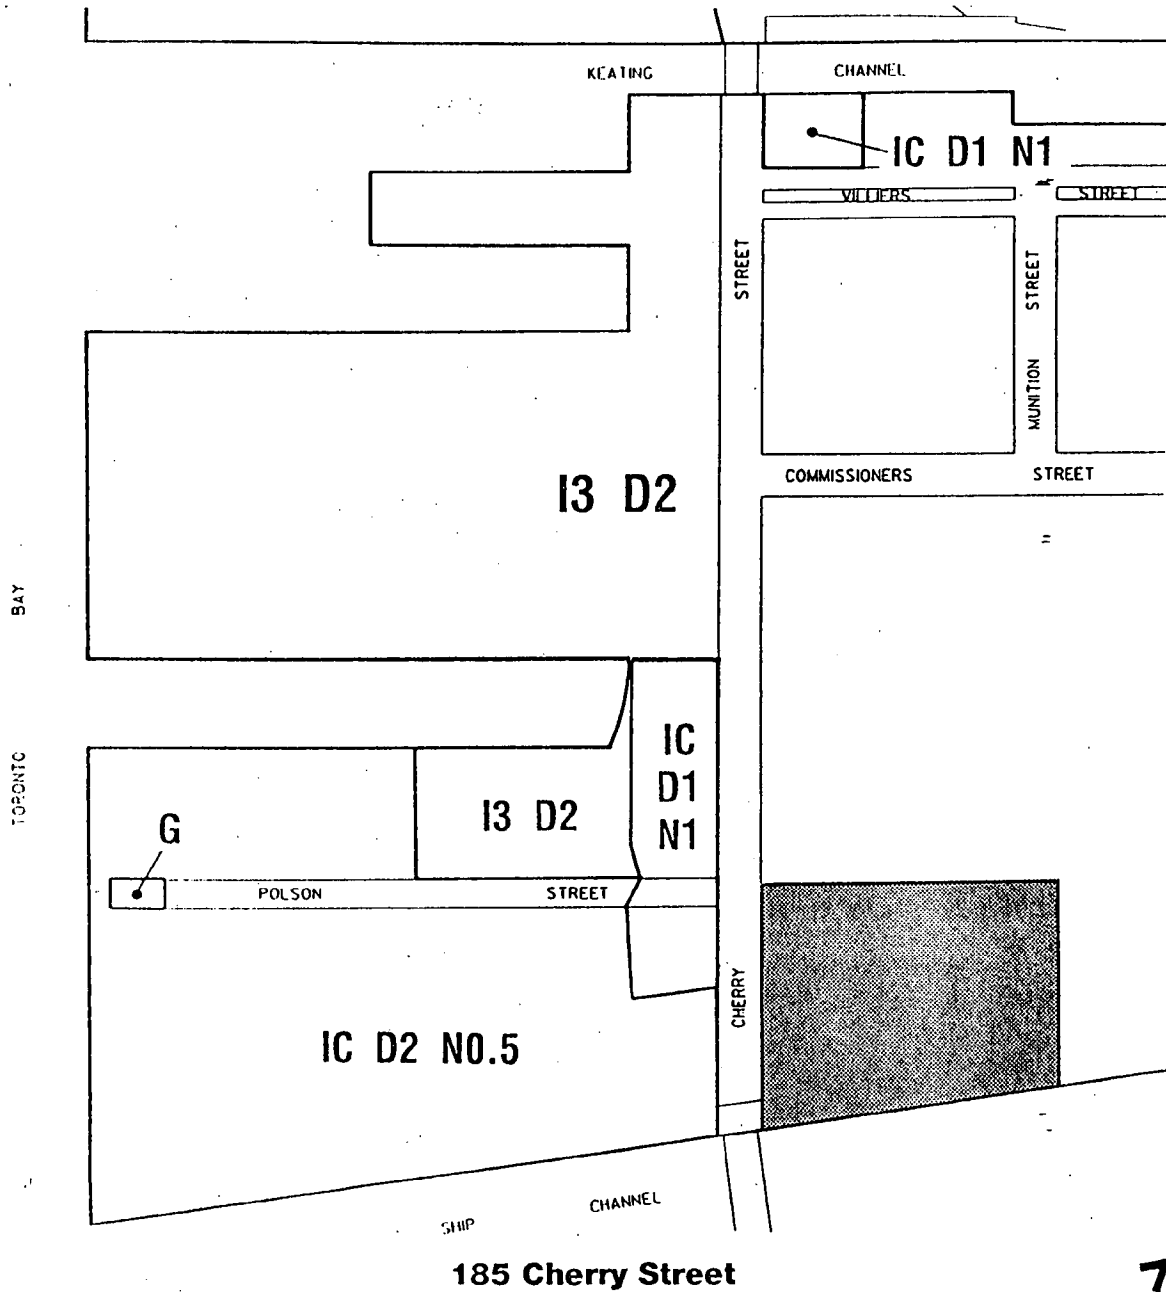 KEATING CHANNEL
IC D1 N1
VILLIERS STREET
STREET
MUNITION STREET
COMMISSIONERS STREET
I3 D2
BAY
TORONTO
IC
D1
N1
I3 D2
G
POLSON STREET
CHERRY
IC D2 N0.5
SHIP CHANNEL
185 Cherry Street